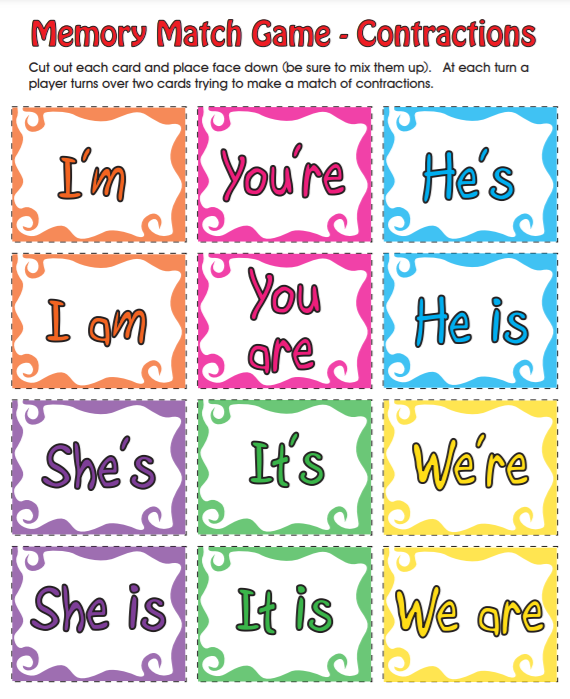 Memory Match Game - Contractions
Cut out each card and place face down (be sure to mix them up). At each turn a
player turns over two cards trying to make a match of contractions.
I'm
You're
He's
I am
You
are
He is
She's
It's
We're
She is
It is
We are